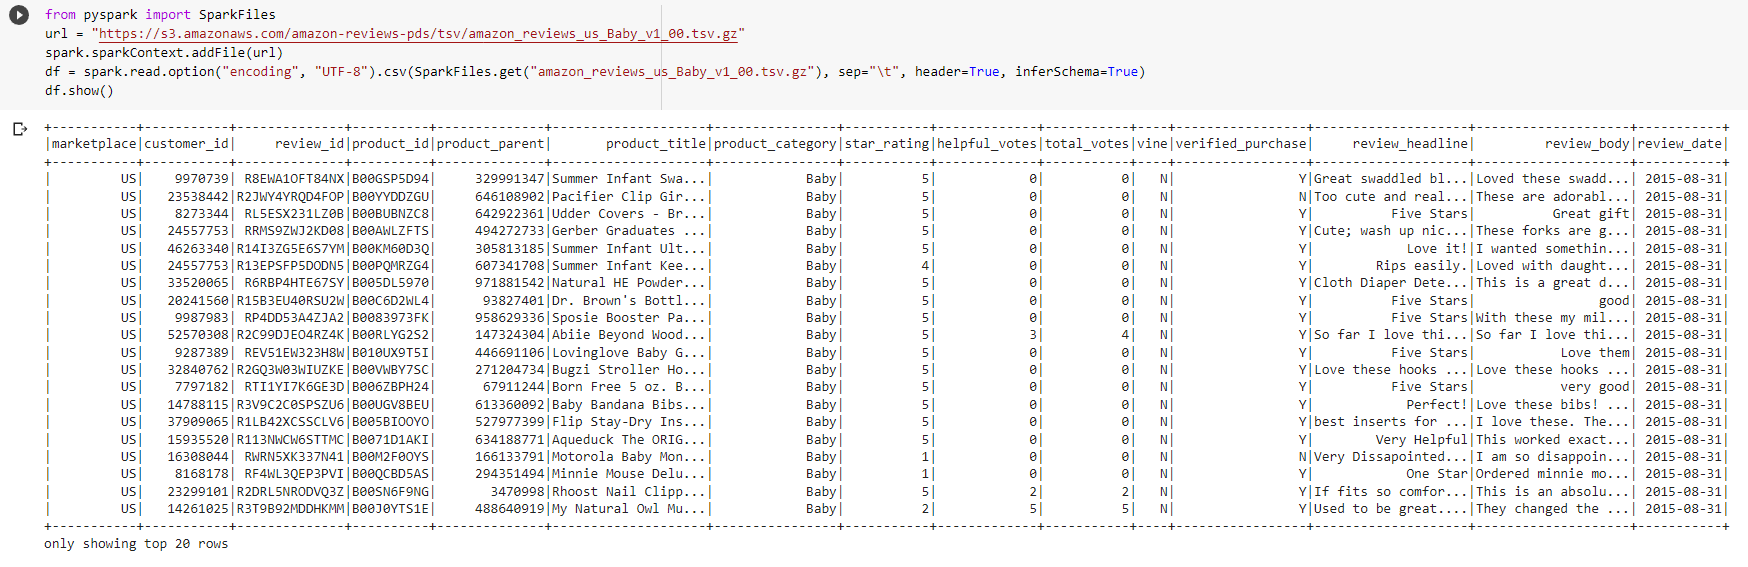 from pyspark import SparkFiles
url = "https://s3.amazonaws.com/amazon-reviews-pds/tsv/amazon_reviews_us_Baby_v1_00.tsv.gz"
spark.sparkContext.addFile(url)
df = spark.read.option("encoding", "UTF-8").csv(SparkFiles.get("amazon_reviews_us_Baby_v1_00.tsv.gz"), sep="\t", header=True, inferSchema=True)
df.show()
+-----------+-----------+--------------+----------+--------------+--------------------+----------------+-----------+-------------+-----------+----+-----------------+--------------------+--------------------+-----------+
|marketplace|customer_id|     review_id|product_id|product_parent|       product_title|product_category|star_rating|helpful_votes|total_votes|vine|verified_purchase|     review_headline|         review_body|review_date|
+-----------+-----------+--------------+----------+--------------+--------------------+----------------+-----------+-------------+-----------+----+-----------------+--------------------+--------------------+-----------+
|         US|    9970739| R8EWA1OFT84NX|B00GSP5D94|     329991347|Summer Infant Swa...|            Baby|          5|            0|          0|   N|                Y|Great swaddled bl...|Loved these swadd...| 2015-08-31|
|         US|   23538442|R2JWY4YRQD4FOP|B00YYDDZGU|     646108902|Pacifier Clip Gir...|            Baby|          5|            0|          0|   N|                N|Too cute and real...|These are adorabl...| 2015-08-31|
|         US|    8273344| RL5ESX231LZ0B|B00BUBNZC8|     642922361|Udder Covers - Br...|            Baby|          5|            0|          0|   N|                Y|          Five Stars|          Great gift| 2015-08-31|
|         US|   24557753| RRMS9ZWJ2KD08|B00AWLZFTS|     494272733|Gerber Graduates ...|            Baby|          5|            0|          0|   N|                Y|Cute; wash up nic...|These forks are g...| 2015-08-31|
|         US|   46263340|R14I3ZG5E6S7YM|B00KM60D3Q|     305813185|Summer Infant Ult...|            Baby|          5|            0|          0|   N|                Y|            Love it!|I wanted somethin...| 2015-08-31|
|         US|   24557753|R13EPSFP5DODN5|B00PQMRZG4|     607341708|Summer Infant Kee...|            Baby|          4|            0|          0|   N|                Y|        Rips easily.|Loved with daught...| 2015-08-31|
|         US|   33520065| R6RBP4HTE67SY|B005DL5970|     971881542|Natural HE Powder...|            Baby|          5|            0|          0|   N|                Y|Cloth Diaper Dete...|This is a great d...| 2015-08-31|
|         US|   20241560|R15B3EU40RSU2W|B00C6D2WL4|      93827401|Dr. Brown's Bottl...|            Baby|          5|            0|          0|   N|                Y|          Five Stars|                good| 2015-08-31|
|         US|    9987983| RP4DD53A4ZJA2|B0083973FK|     958629336|Sposie Booster Pa...|            Baby|          5|            0|          0|   N|                Y|          Five Stars|With these my mil...| 2015-08-31|
|         US|   52570308|R2C99DJEO4RZ4K|B00RLYG2S2|     147324304|Abiie Beyond Wood...|            Baby|          5|            3|          4|   N|                Y|So far I love thi...|So far I love thi...| 2015-08-31|
|         US|    9287389| REV51EW323H8W|B010UX9T5I|     446691106|Lovinglove Baby G...|            Baby|          5|            0|          0|   N|                Y|          Five Stars|           Love them| 2015-08-31|
|         US|   32840762|R2GQ3W03WIUZKE|B00VWBY7SC|     271204734|Bugzi Stroller Ho...|            Baby|          5|            0|          0|   N|                Y|Love these hooks ...|Love these hooks ...| 2015-08-31|
|         US|    7797182| RTI1YI7K6GE3D|B006ZBPH24|      67911244|Born Free 5 oz. B...|            Baby|          5|            0|          0|   N|                Y|          Five Stars|           very good| 2015-08-31|
|         US|   14788115|R3V9C2C0SPSZU6|B00UGV8BEU|     613360092|Baby Bandana Bibs...|            Baby|          5|            0|          0|   N|                Y|            Perfect!|Love these bibs! ...| 2015-08-31|
|         US|   37909065|R1LB42XCSSCLV6|B005BIOOYO|     527977399|Flip Stay-Dry Ins...|            Baby|          5|            0|          0|   N|                Y|best inserts for ...|I love these. The...| 2015-08-31|
|         US|   15935520|R113NWCW6STTMC|B0071D1AKI|     634188771|Aqueduck The ORIG...|            Baby|          5|            0|          0|   N|                Y|        Very Helpful|This worked exact...| 2015-08-31|
|         US|   16308044| RWRN5XK337N41|B00M2F0OYS|     166133791|Motorola Baby Mon...|            Baby|          1|            0|          0|   N|                N|Very Dissapointed...|I am so disappoin...| 2015-08-31|
|         US|    8168178| RF4WL3QEP3PVI|B00QCBD5AS|     294351494|Minnie Mouse Delu...|            Baby|          1|            0|          0|   N|                Y|            One Star|Ordered minnie mo...| 2015-08-31|
|         US|   23299101|R2DRL5NRODVQ3Z|B00SN6F9NG|       3470998|Rhoost Nail Clipp...|            Baby|          5|            2|          2|   N|                Y|If fits so comfor...|This is an absolu...| 2015-08-31|
|         US|   14261025|R3T9B92MDDHKMM|B00J0YTS1E|     488640919|My Natural Owl Mu...|            Baby|          2|            5|          5|   N|                Y|Used to be great....|They changed the ...| 2015-08-31|
+-----------+-----------+--------------+----------+--------------+--------------------+----------------+-----------+-------------+-----------+----+-----------------+--------------------+--------------------+-----------+
only showing top 20 rows